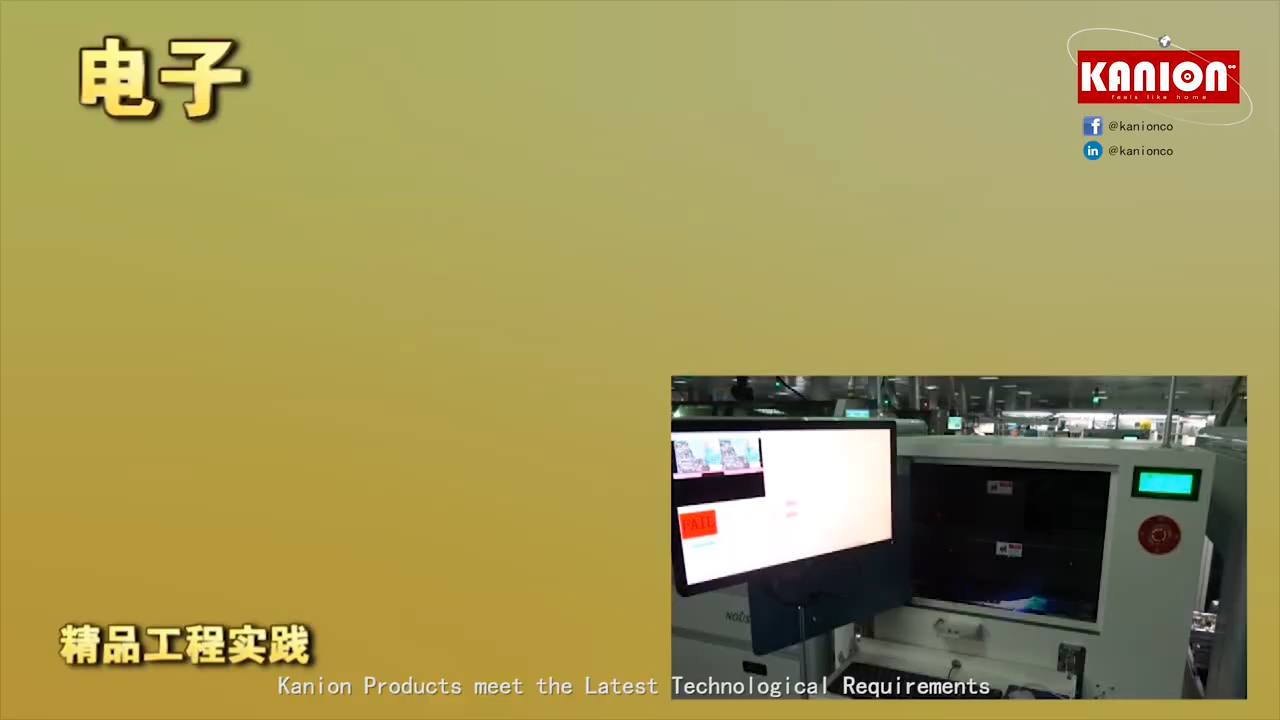 电子
KANION
feels like home
@kanionco
@kanionco
FAIL
精品工程实践
Kanion Products meet the Latest Technological Requirements